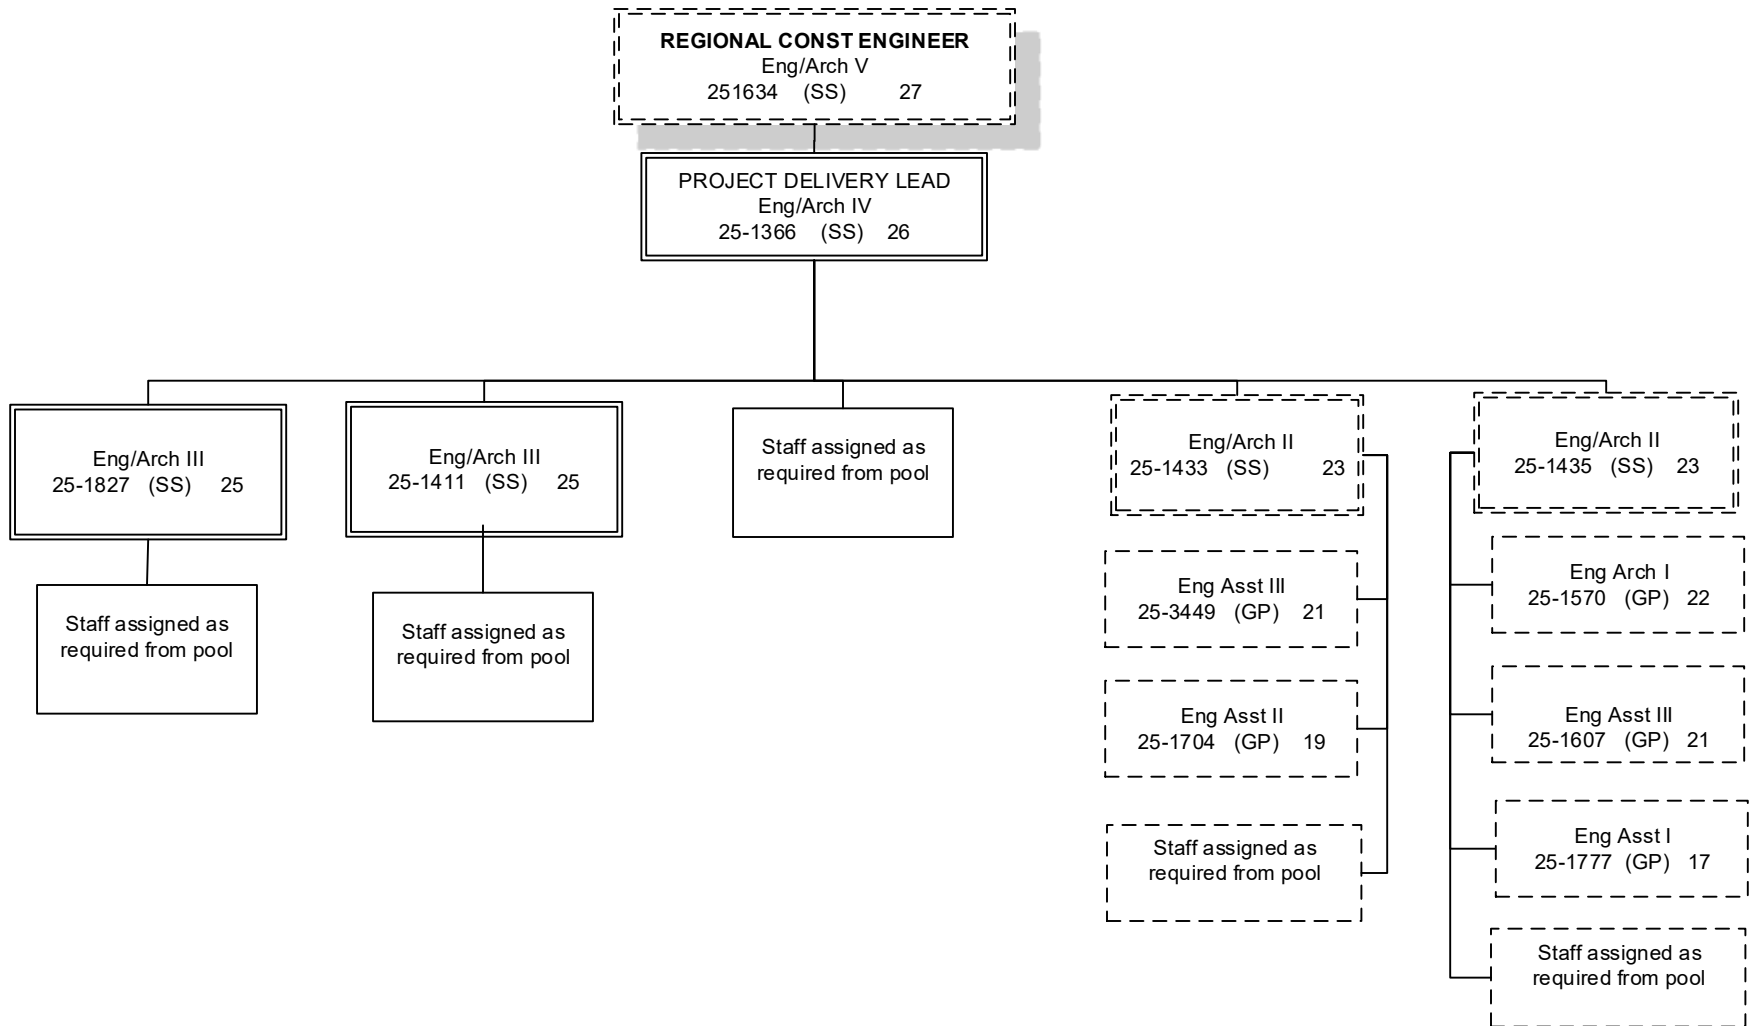 REGIONAL CONST ENGINEER
Eng/Arch V
251634 (SS) 27
PROJECT DELIVERY LEAD
Eng/Arch IV
25-1366 (SS) 26
Eng/Arch III
25-1827 (SS) 25
Staff assigned as
required from pool
Eng/Arch III
25-1411 (SS) 25
Staff assigned as
required from pool
Staff assigned as
required from pool
Eng/Arch II
25-1433 (SS) 23
Eng Asst III
25-3449 (GP) 21
Eng Asst II
25-1704 (GP) 19
Staff assigned as
required from pool
Eng/Arch II
25-1435 (SS) 23
Eng Arch I
25-1570 (GP) 22
Eng Asst III
25-1607 (GP) 21
Eng Asst I
25-1777 (GP) 17
Staff assigned as
required from pool